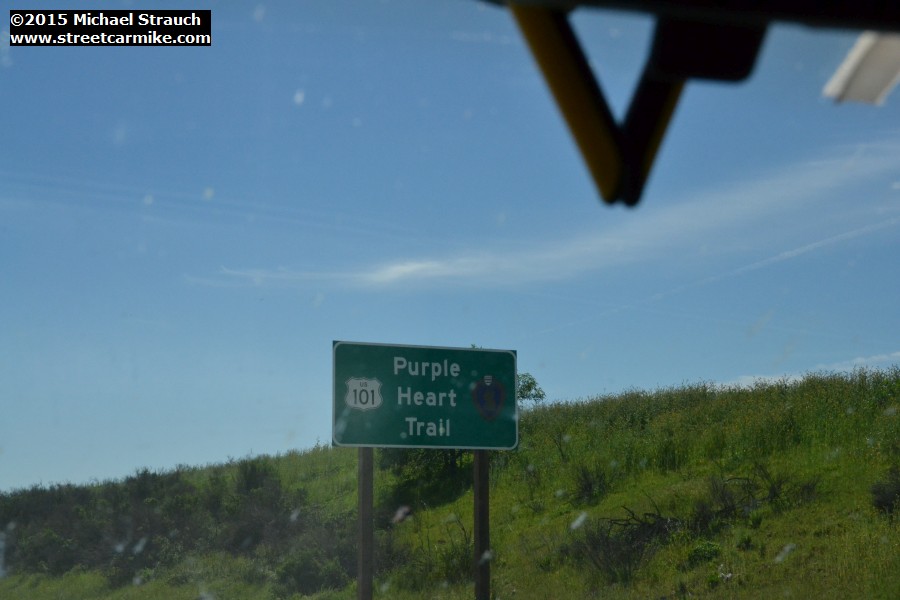 ©2015 Michael Strauch
www.streetcarmike.com
Purple
US
101
Heart
Trail